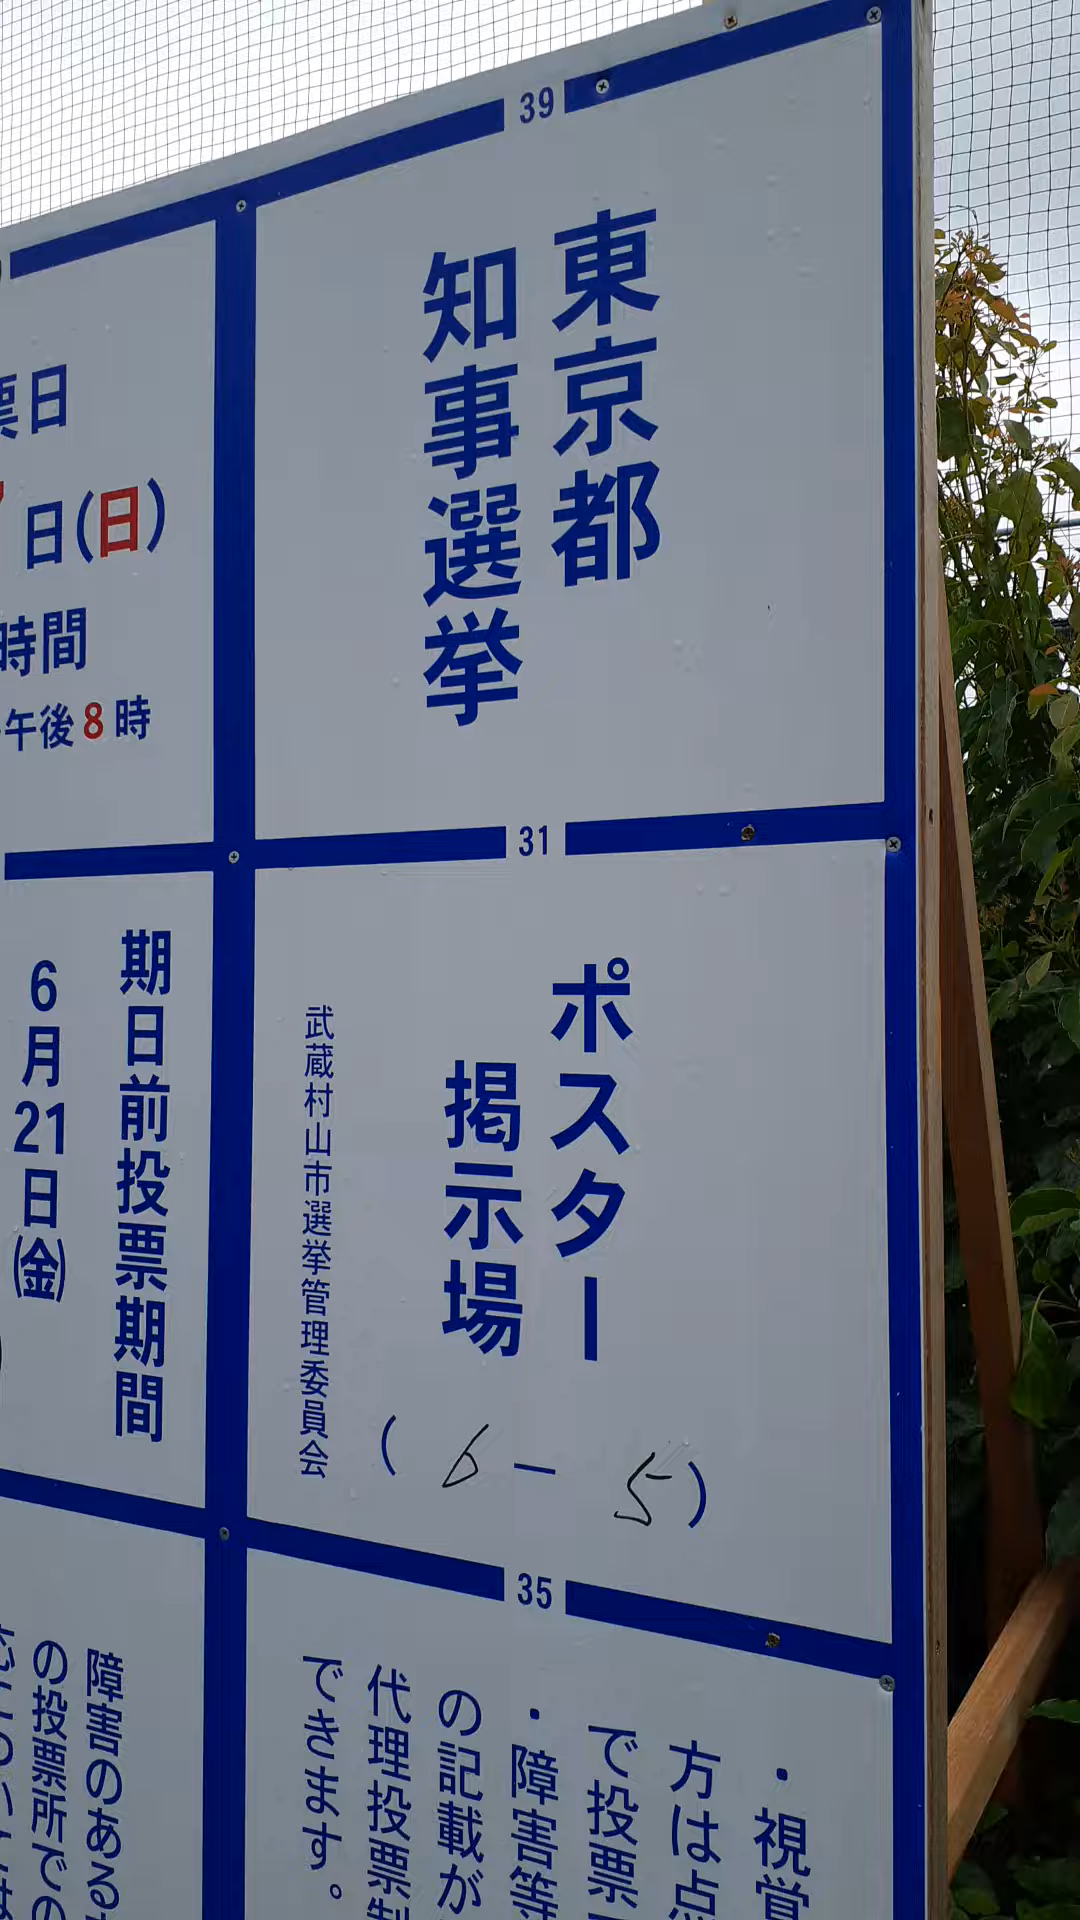 39
東京都
知事選挙
31
ポスター
掲示場
武蔵村山市選挙管理委員会
(6-5)
35
・視覚
方は点
で投票
・障害等
の記載が
代理投票制
できます。
票日
日(日)
時間
午後8時
期日前投票期間
6月21日(金)
障害のある
の投票所での